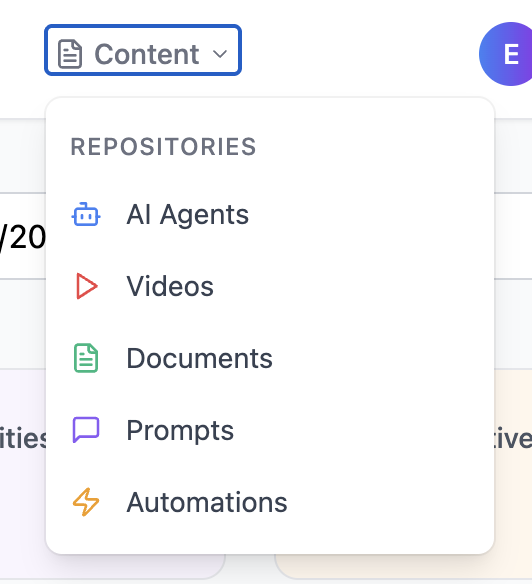 Content
E
REPOSITORIES
AI Agents
/20
Videos
Documents
Prompts
ities
tive
Automations